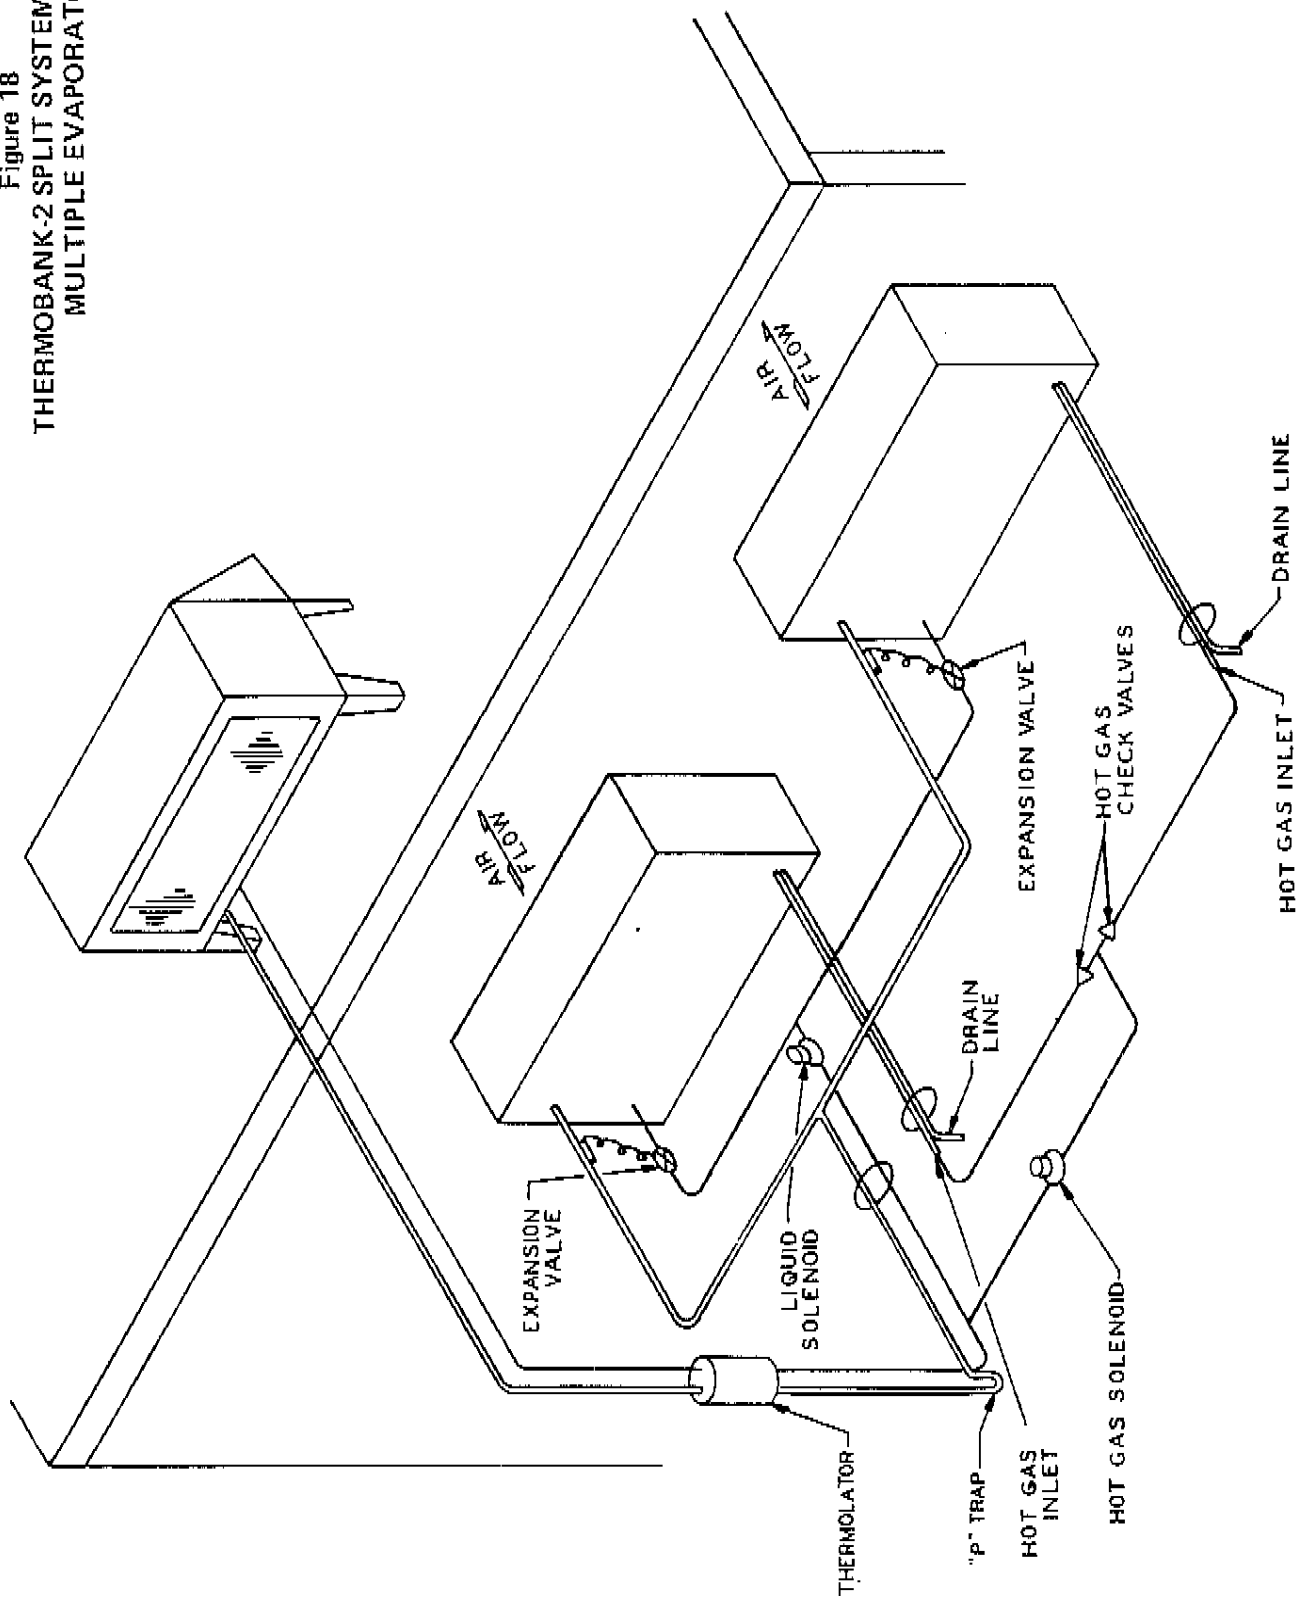 Figure 18
THERMOBANK-2 SPLIT SYSTEM
MULTIPLE EVAPORATO
AIR
FLOW
AIR
FLOW
EXPANSION
VALVE
LIQUID
SOLENOID
EXPANSION VALVE
THERMOLATOR
"P" TRAP
HOT GAS
INLET
DRAIN
LINE
HOT GAS SOLENOID
HOT GAS
CHECK VALVES
HOT GAS INLET
DRAIN LINE